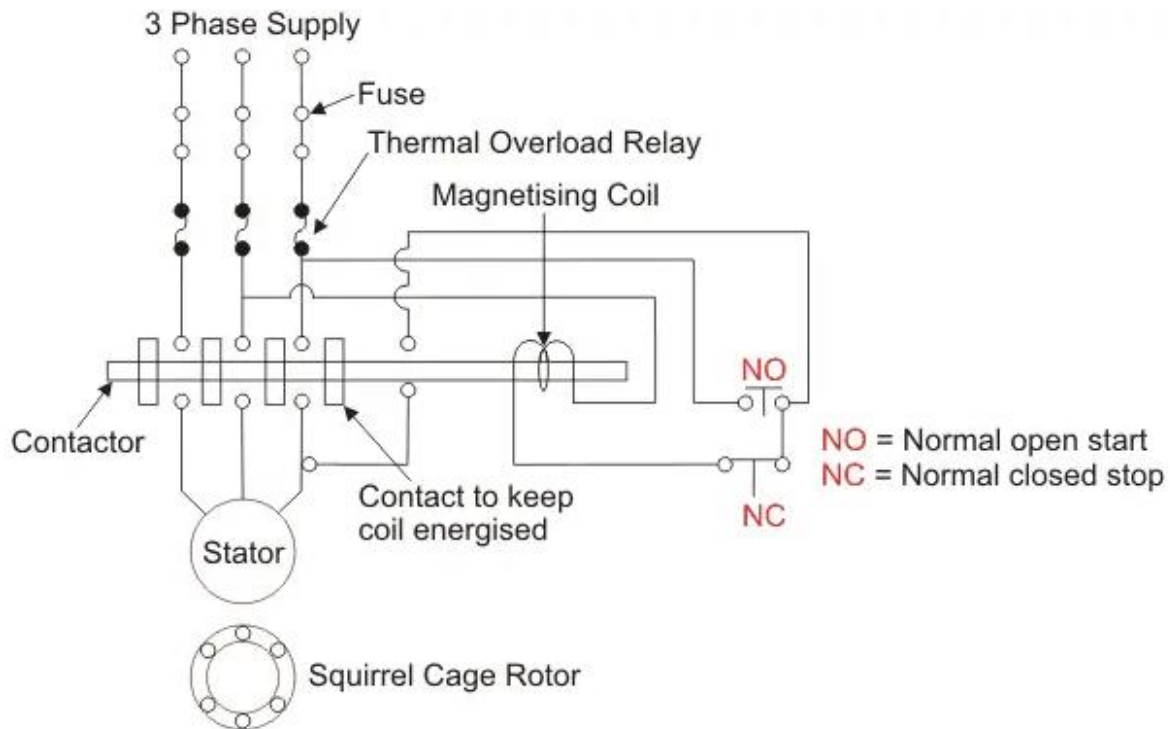 3 Phase Supply
Fuse
Thermal Overload Relay
Magnetising Coil
NO
Contactor
NO = Normal open start
NC = Normal closed stop
Contact to keep
coil energised
NC
Stator
Squirrel Cage Rotor